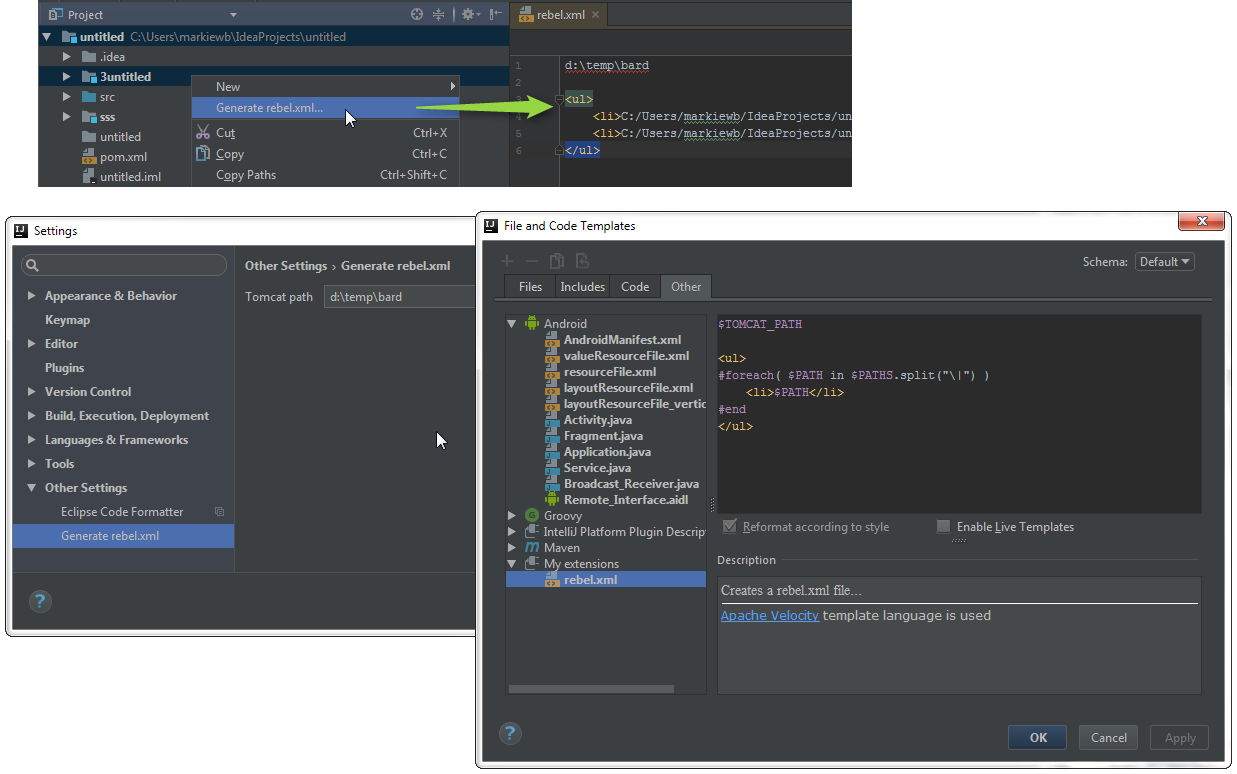 Project
rebel.xml
untitled C:\Users\markiewb\IdeaProjects\untitled
.idea
3untitled
src
sss
untitled
pom.xml
untitled.iml
New
Generate rebel.xml...
Cut Ctrl+X
Copy Ctrl+C
Copy Paths Ctrl+Shift+C
1 d:\temp\bard
2
3 <ul>
4 <li>C:/Users/markiewb/IdeaProjects/un
5 <li>C:/Users/markiewb/IdeaProjects/un
6 </ul>
Settings
Appearance & Behavior
Keymap
Editor
Plugins
Version Control
Build, Execution, Deployment
Languages & Frameworks
Tools
Other Settings
Eclipse Code Formatter
Generate rebel.xml
?
Other Settings › Generate rebel.xml
Tomcat path d:\temp\bard
File and Code Templates
Schema: Default
Files Includes Code Other
Android
AndroidManifest.xml
valueResourceFile.xml
resourceFile.xml
layoutResourceFile.xml
layoutResourceFile_vertic
Activity.java
Fragment.java
Application.java
Service.java
Broadcast_Receiver.java
Remote_Interface.aidl
Groovy
IntelliJ Platform Plugin Descrip
Maven
My extensions
rebel.xml
$TOMCAT_PATH
<ul>
#foreach( $PATH in $PATHS.split("\|") )
<li>$PATH</li>
#end
</ul>
Reformat according to style Enable Live Templates
Description
Creates a rebel.xml file...
Apache Velocity template language is used
?
OK Cancel Apply